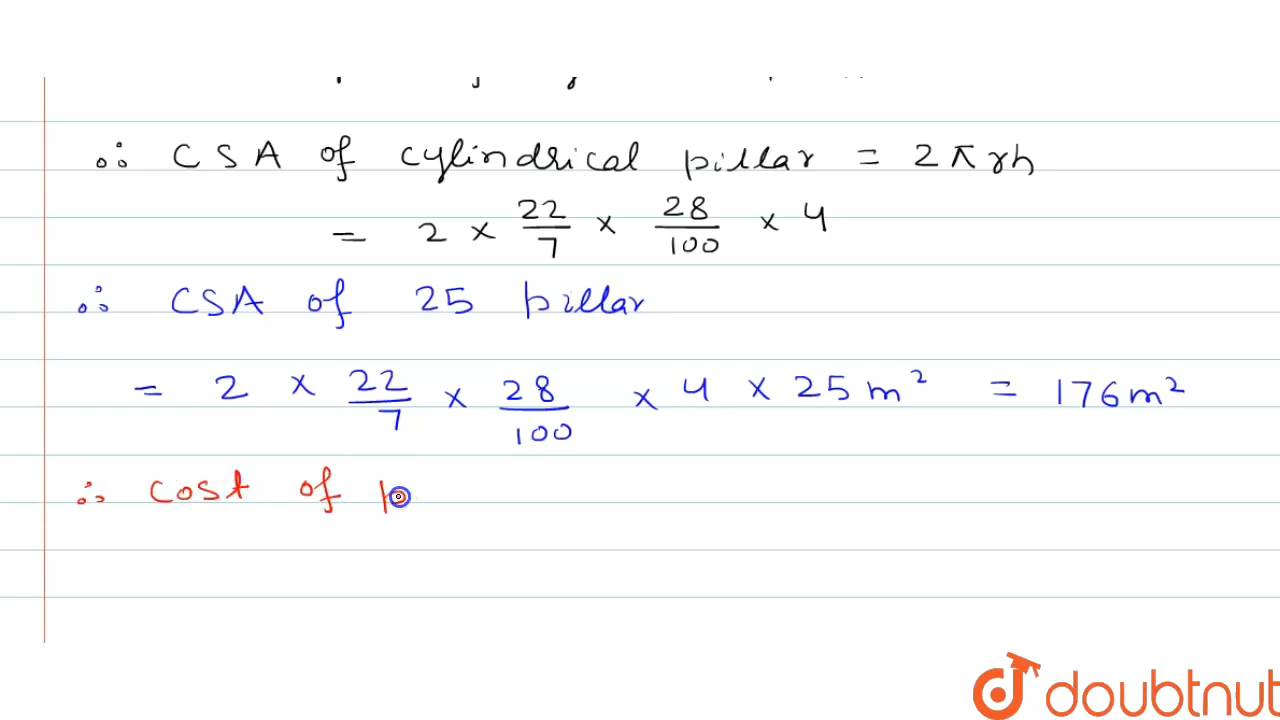 ∴ CSA of cylindrical pillar = 2πrh
= 2 × 22/7 × 28/100 × 4
∴ CSA of 25 pillar
= 2 × 22/7 × 28/100 × 4 × 25 m² = 176 m²
∴ cost of p
doubtnut